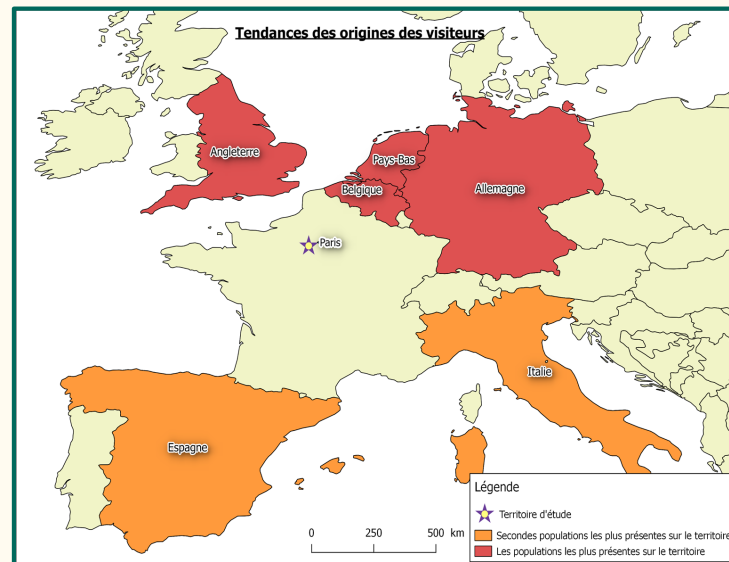 Tendances des origines des visiteurs
Angleterre
Pays-Bas
Belgique
Allemagne
Paris
Italie
Espagne
Légende
Territoire d'étude
0 250 500 km
Secondes populations les plus présentes sur le territoire
Les populations les plus présentes sur le territoire